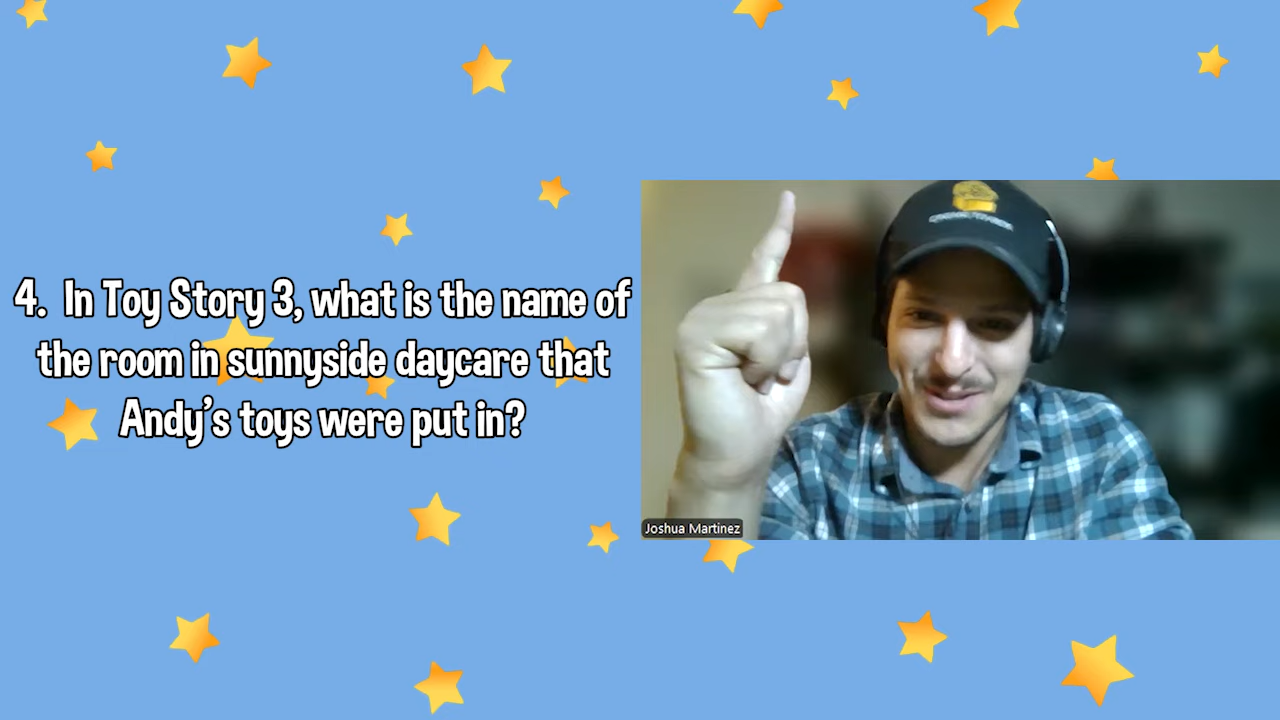 4. In Toy Story 3, what is the name of
the room in sunnyside daycare that
Andy's toys were put in?
Joshua Martinez